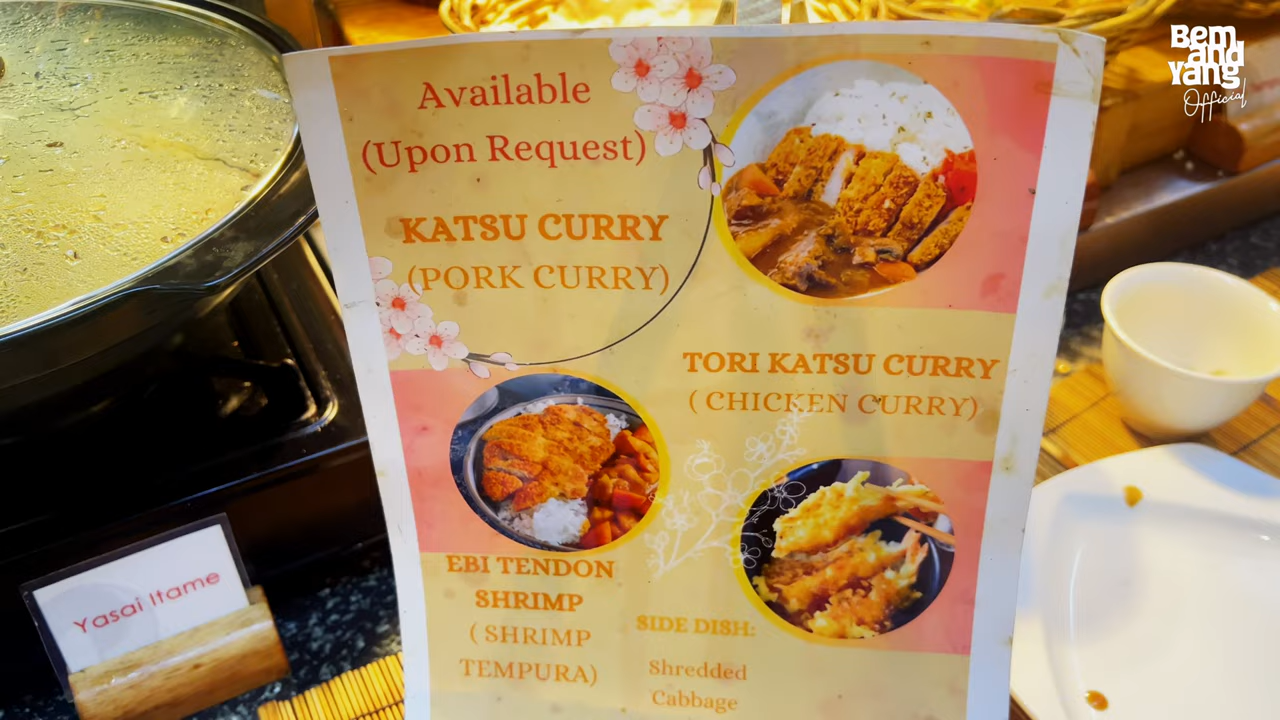 Bem
and
Yang
Official
Available
(Upon Request)
KATSU CURRY
(PORK CURRY)
TORI KATSU CURRY
( CHICKEN CURRY)
EBI TENDON
SHRIMP
( SHRIMP
TEMPURA)
SIDE DISH:
Shredded
Cabbage
Yasai Itame